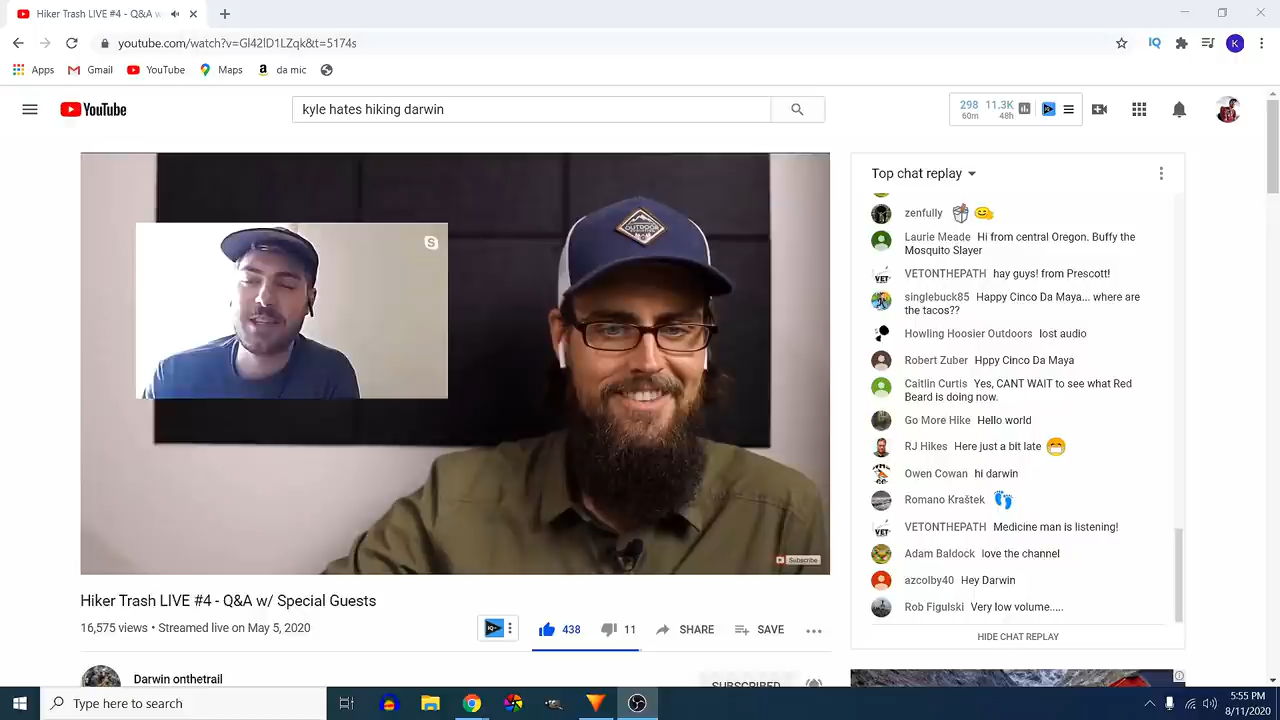 Hiker Trash LIVE #4 - Q&A w
youtube.com/watch?v=Gl42lD1LZqk&t=5174s
IQ
K
Apps
Gmail
YouTube
Maps
da mic
YouTube
kyle hates hiking darwin
298 11.3K
60m 48h
Top chat replay
zenfully
Laurie Meade Hi from central Oregon. Buffy the
Mosquito Slayer
VETONTHEPATH hay guys! from Prescott!
singlebuck85 Happy Cinco Da Maya... where are
the tacos??
Howling Hoosier Outdoors lost audio
Robert Zuber Hppy Cinco Da Maya
Caitlin Curtis Yes, CANT WAIT to see what Red
Beard is doing now.
Go More Hike Hello world
RJ Hikes Here just a bit late
Owen Cowan hi darwin
Romano Kraštek
VETONTHEPATH Medicine man is listening!
Adam Baldock love the channel
azcolby40 Hey Darwin
Rob Figulski Very low volume.....
HIDE CHAT REPLAY
S
OUTDOOR
Subscribe
Hiker Trash LIVE #4 - Q&A w/ Special Guests
16,575 views • Streamed live on May 5, 2020
438
11
SHARE
SAVE
Darwin onthetrail
SUBSCRIBED
Type here to search
5:55 PM
8/11/2020